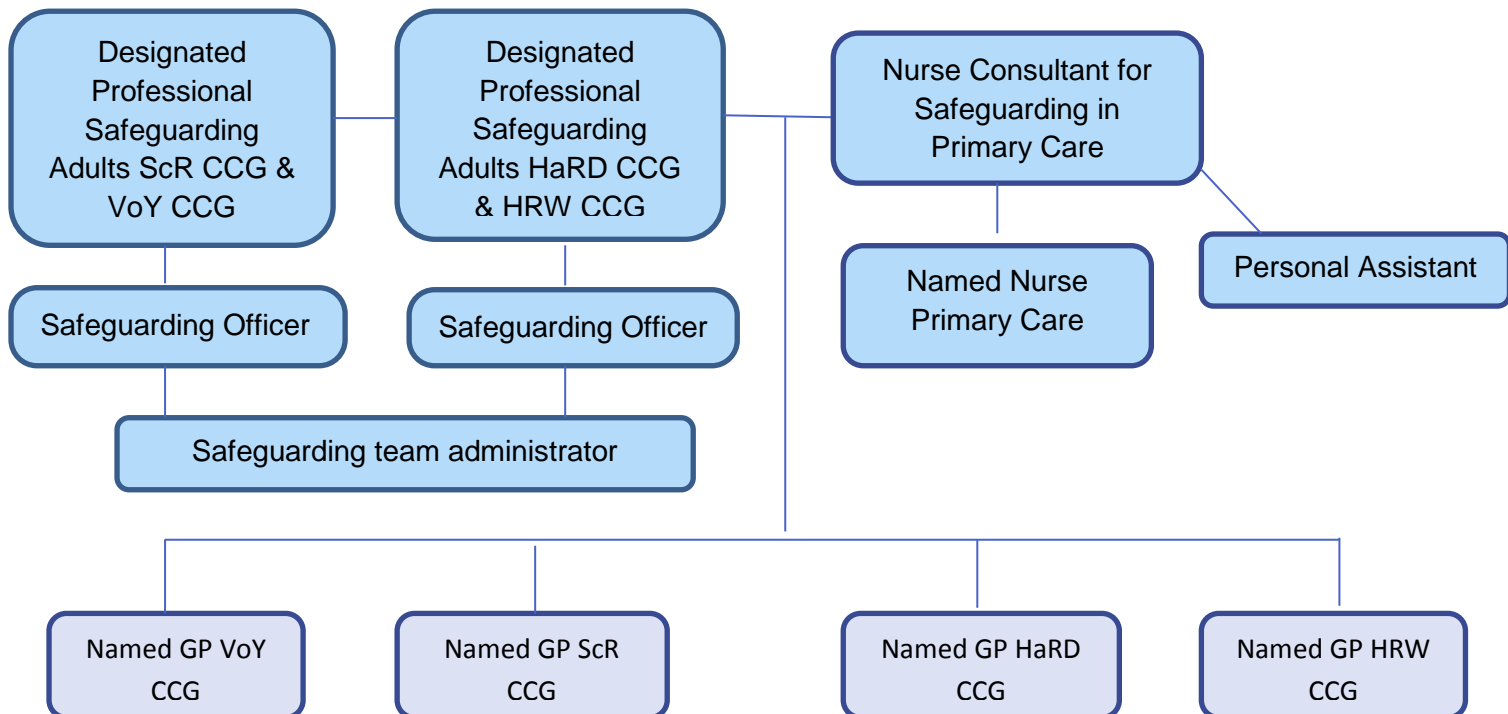 Designated
Professional
Safeguarding
Adults ScR CCG &
VoY CCG
Designated
Professional
Safeguarding
Adults HaRD CCG
& HRW CCG
Nurse Consultant for
Safeguarding in
Primary Care
Safeguarding Officer
Safeguarding Officer
Named Nurse
Primary Care
Personal Assistant
Safeguarding team administrator
Named GP VoY
CCG
Named GP ScR
CCG
Named GP HaRD
CCG
Named GP HRW
CCG